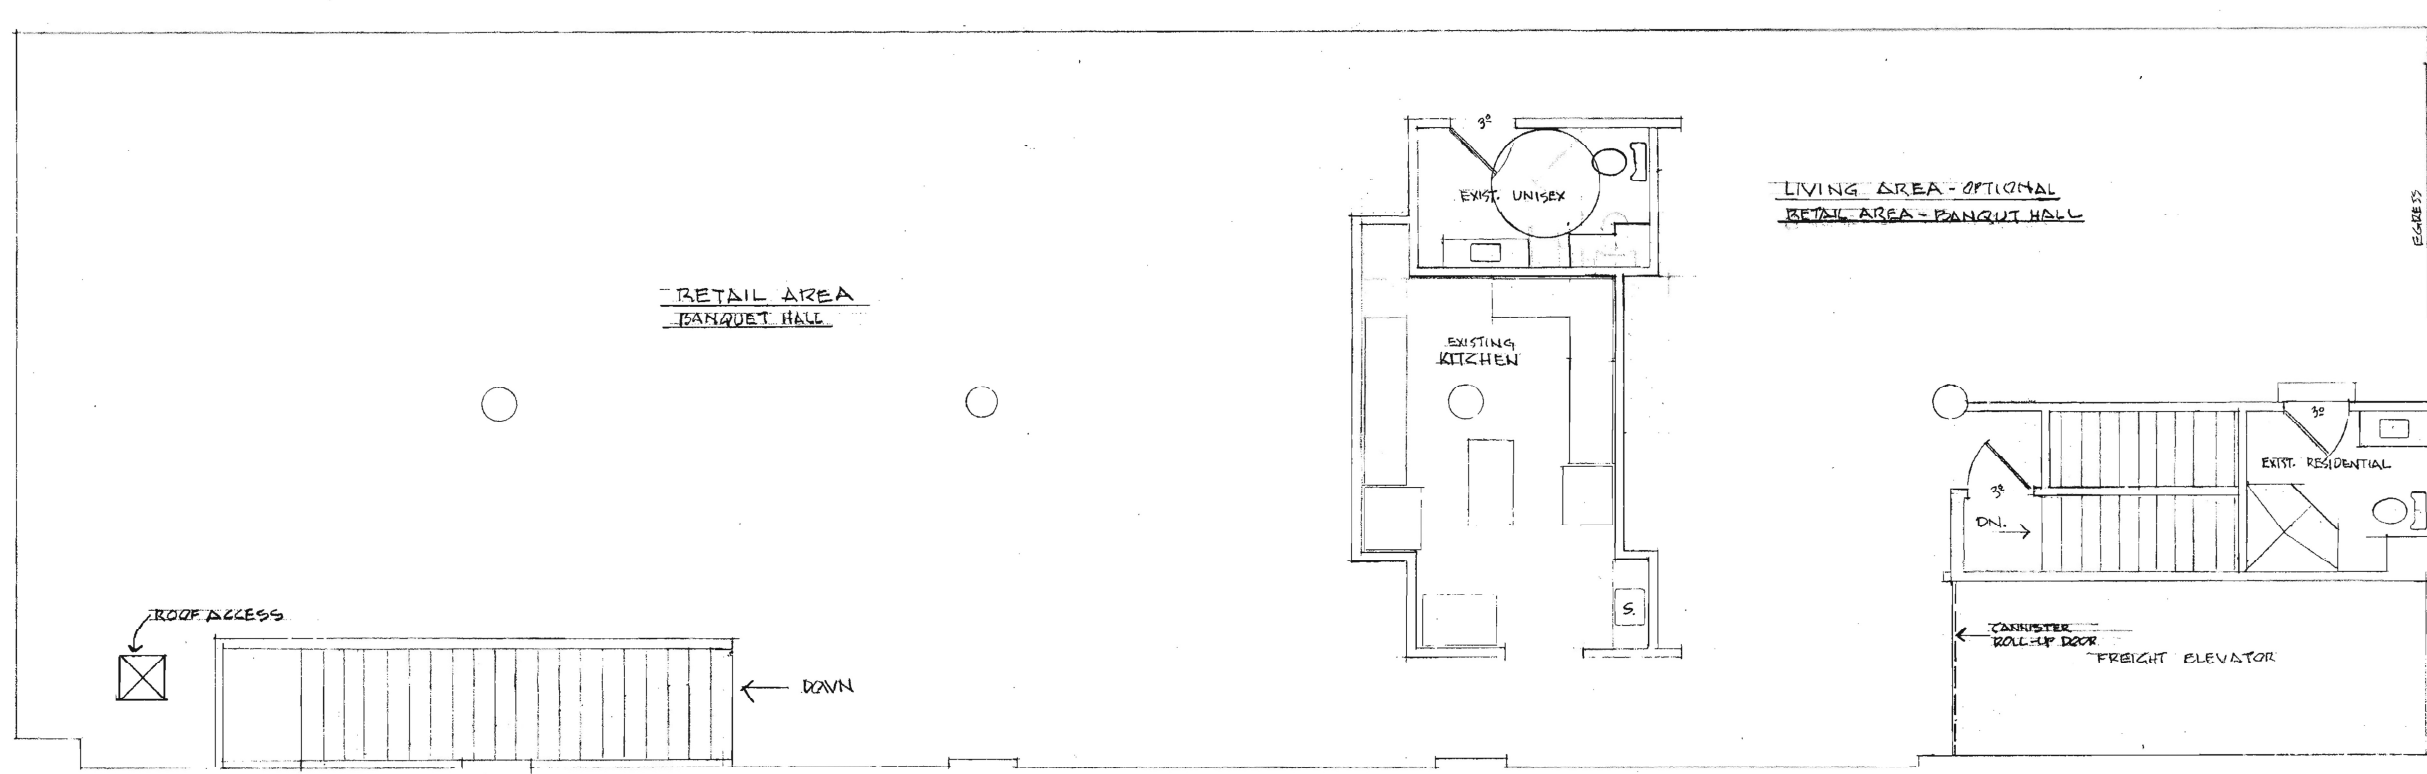 3º
EXIST. UNISEX
LIVING AREA - OPTIONAL
RETAIL AREA - BANQUT HALL
EGRESS
RETAIL AREA
BANQUET HALL
EXISTING
KITCHEN
3º
EXIST. RESIDENTIAL
3º
DN.
ROOF ACCESS
S.
CANNISTER
ROLL-UP DOOR
FREIGHT ELEVATOR
DOWN